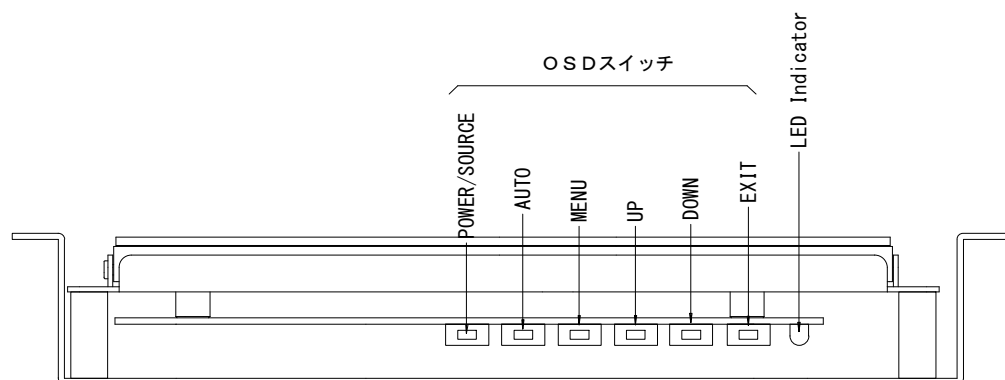 OSDスイッチ
POWER/SOURCE
AUTO
MENU
UP
DOWN
EXIT
LED Indicator